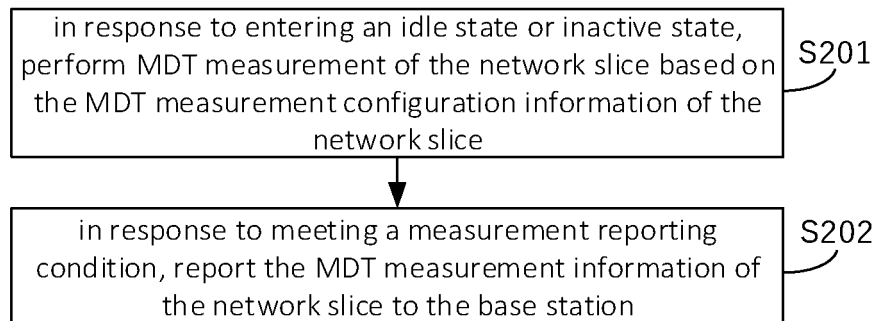 in response to entering an idle state or inactive state,
perform MDT measurement of the network slice based on
the MDT measurement configuration information of the
network slice
S201
in response to meeting a measurement reporting
condition, report the MDT measurement information of
the network slice to the base station
S202